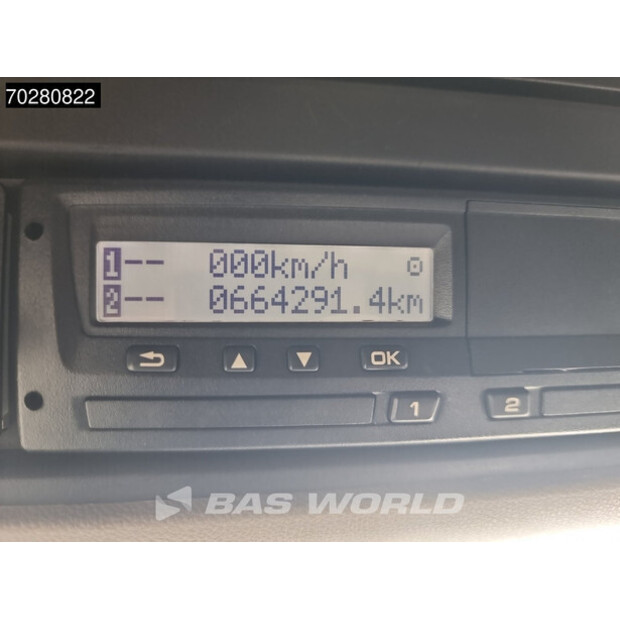 70280822
1-- 000km/h ⊙
2-- 0664291.4km
OK
1 2
BAS WORLD